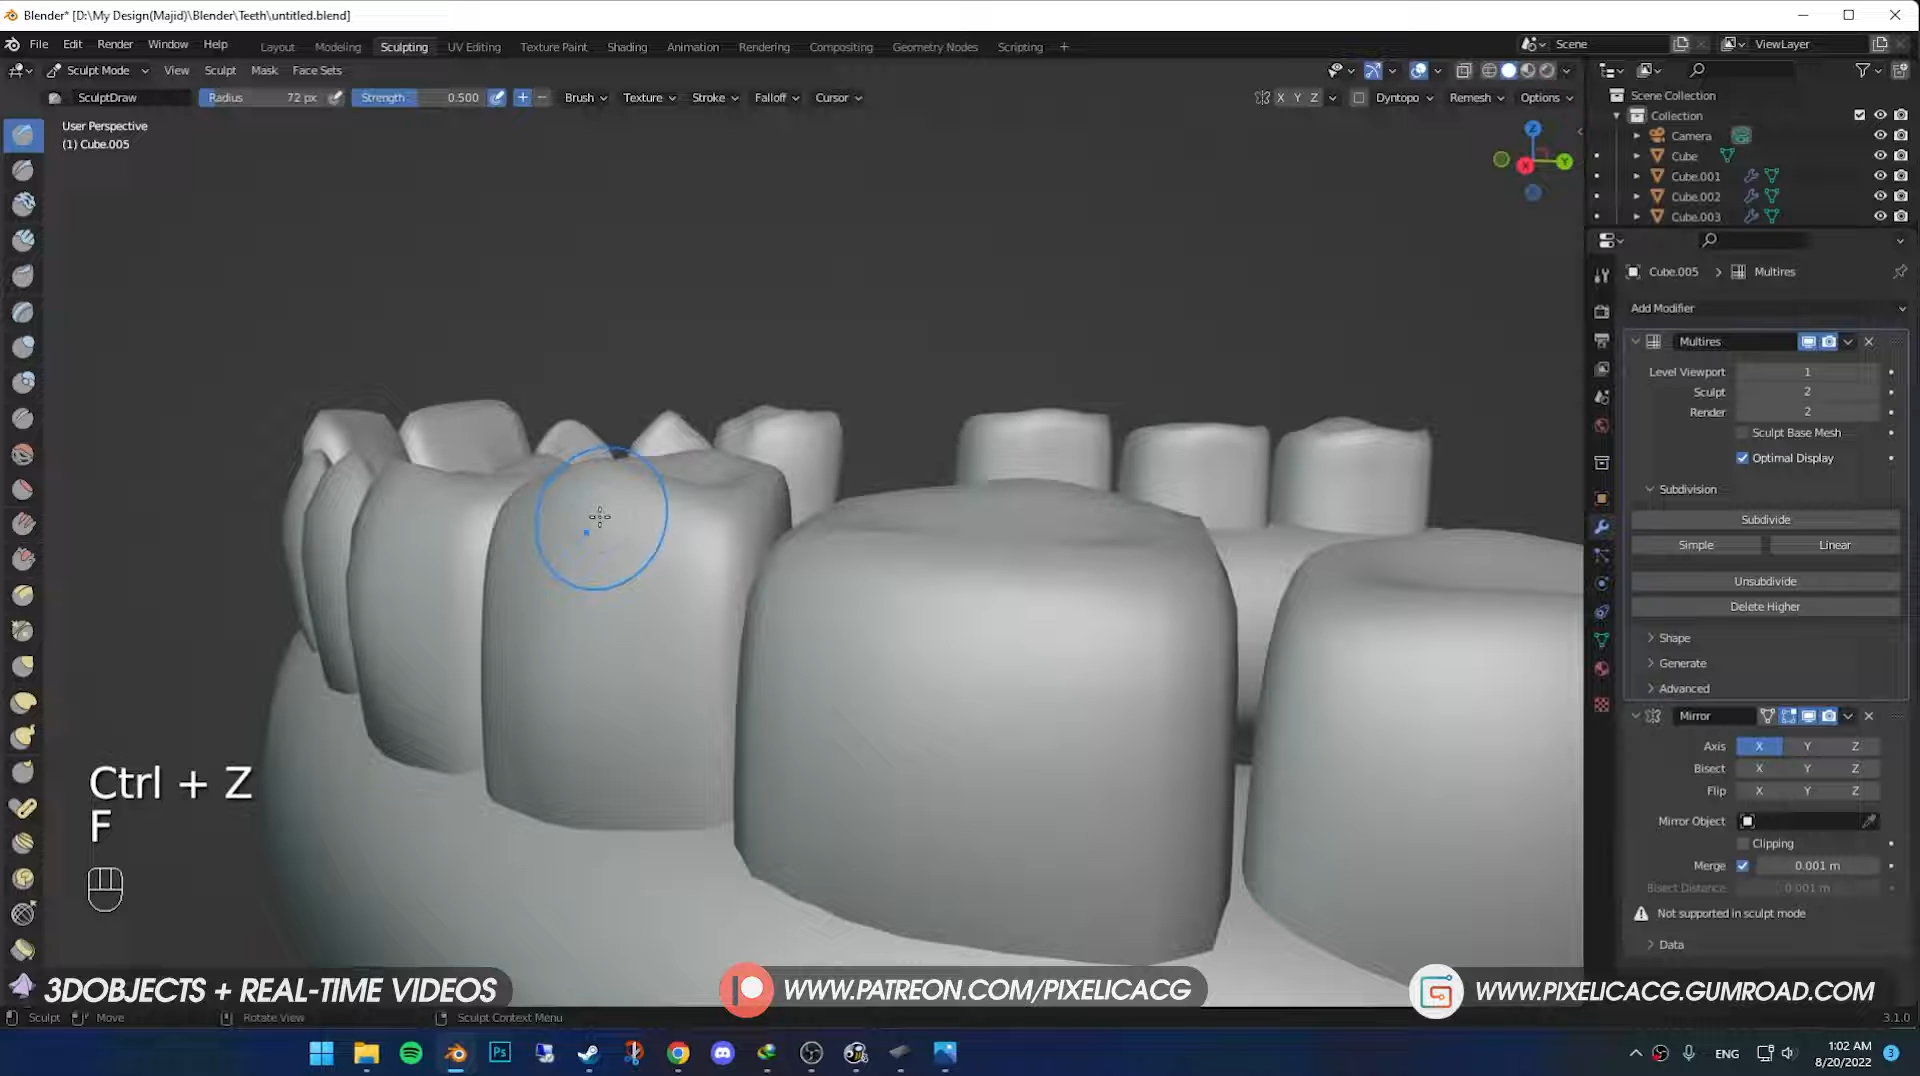 Blender* [D:\My Design(Majid)\Blender\Teeth\untitled.blend]
File Edit Render Window Help Layout Modeling Sculpting UV Editing Texture Paint Shading Animation Rendering Compositing Geometry Nodes Scripting + Scene ViewLayer
Sculpt Mode View Sculpt Mask Face Sets
SculptDraw Radius 72 px Strength 0.500 + − Brush Texture Stroke Falloff Cursor X Y Z Dyntopo Remesh Options
User Perspective
(1) Cube.005
Z
Y
X
Scene Collection
Collection
Camera
Cube
Cube.001
Cube.002
Cube.003
Cube.005 > Multires
Add Modifier
Multires
Level Viewport 1
Sculpt 2
Render 2
Sculpt Base Mesh
Optimal Display
Subdivision
Subdivide
Simple Linear
Unsubdivide
Delete Higher
Shape
Generate
Advanced
Mirror
Axis X Y Z
Bisect X Y Z
Flip X Y Z
Mirror Object
Clipping
Merge 0.001 m
Bisect Distance 0.001 m
Not supported in sculpt mode
Data
Ctrl + Z
F
3DOBJECTS + REAL-TIME VIDEOS
WWW.PATREON.COM/PIXELICACG
WWW.PIXELICACG.GUMROAD.COM
Sculpt Move Rotate View Sculpt Context Menu 3.1.0
Ps
ENG
1:02 AM
8/20/2022
3